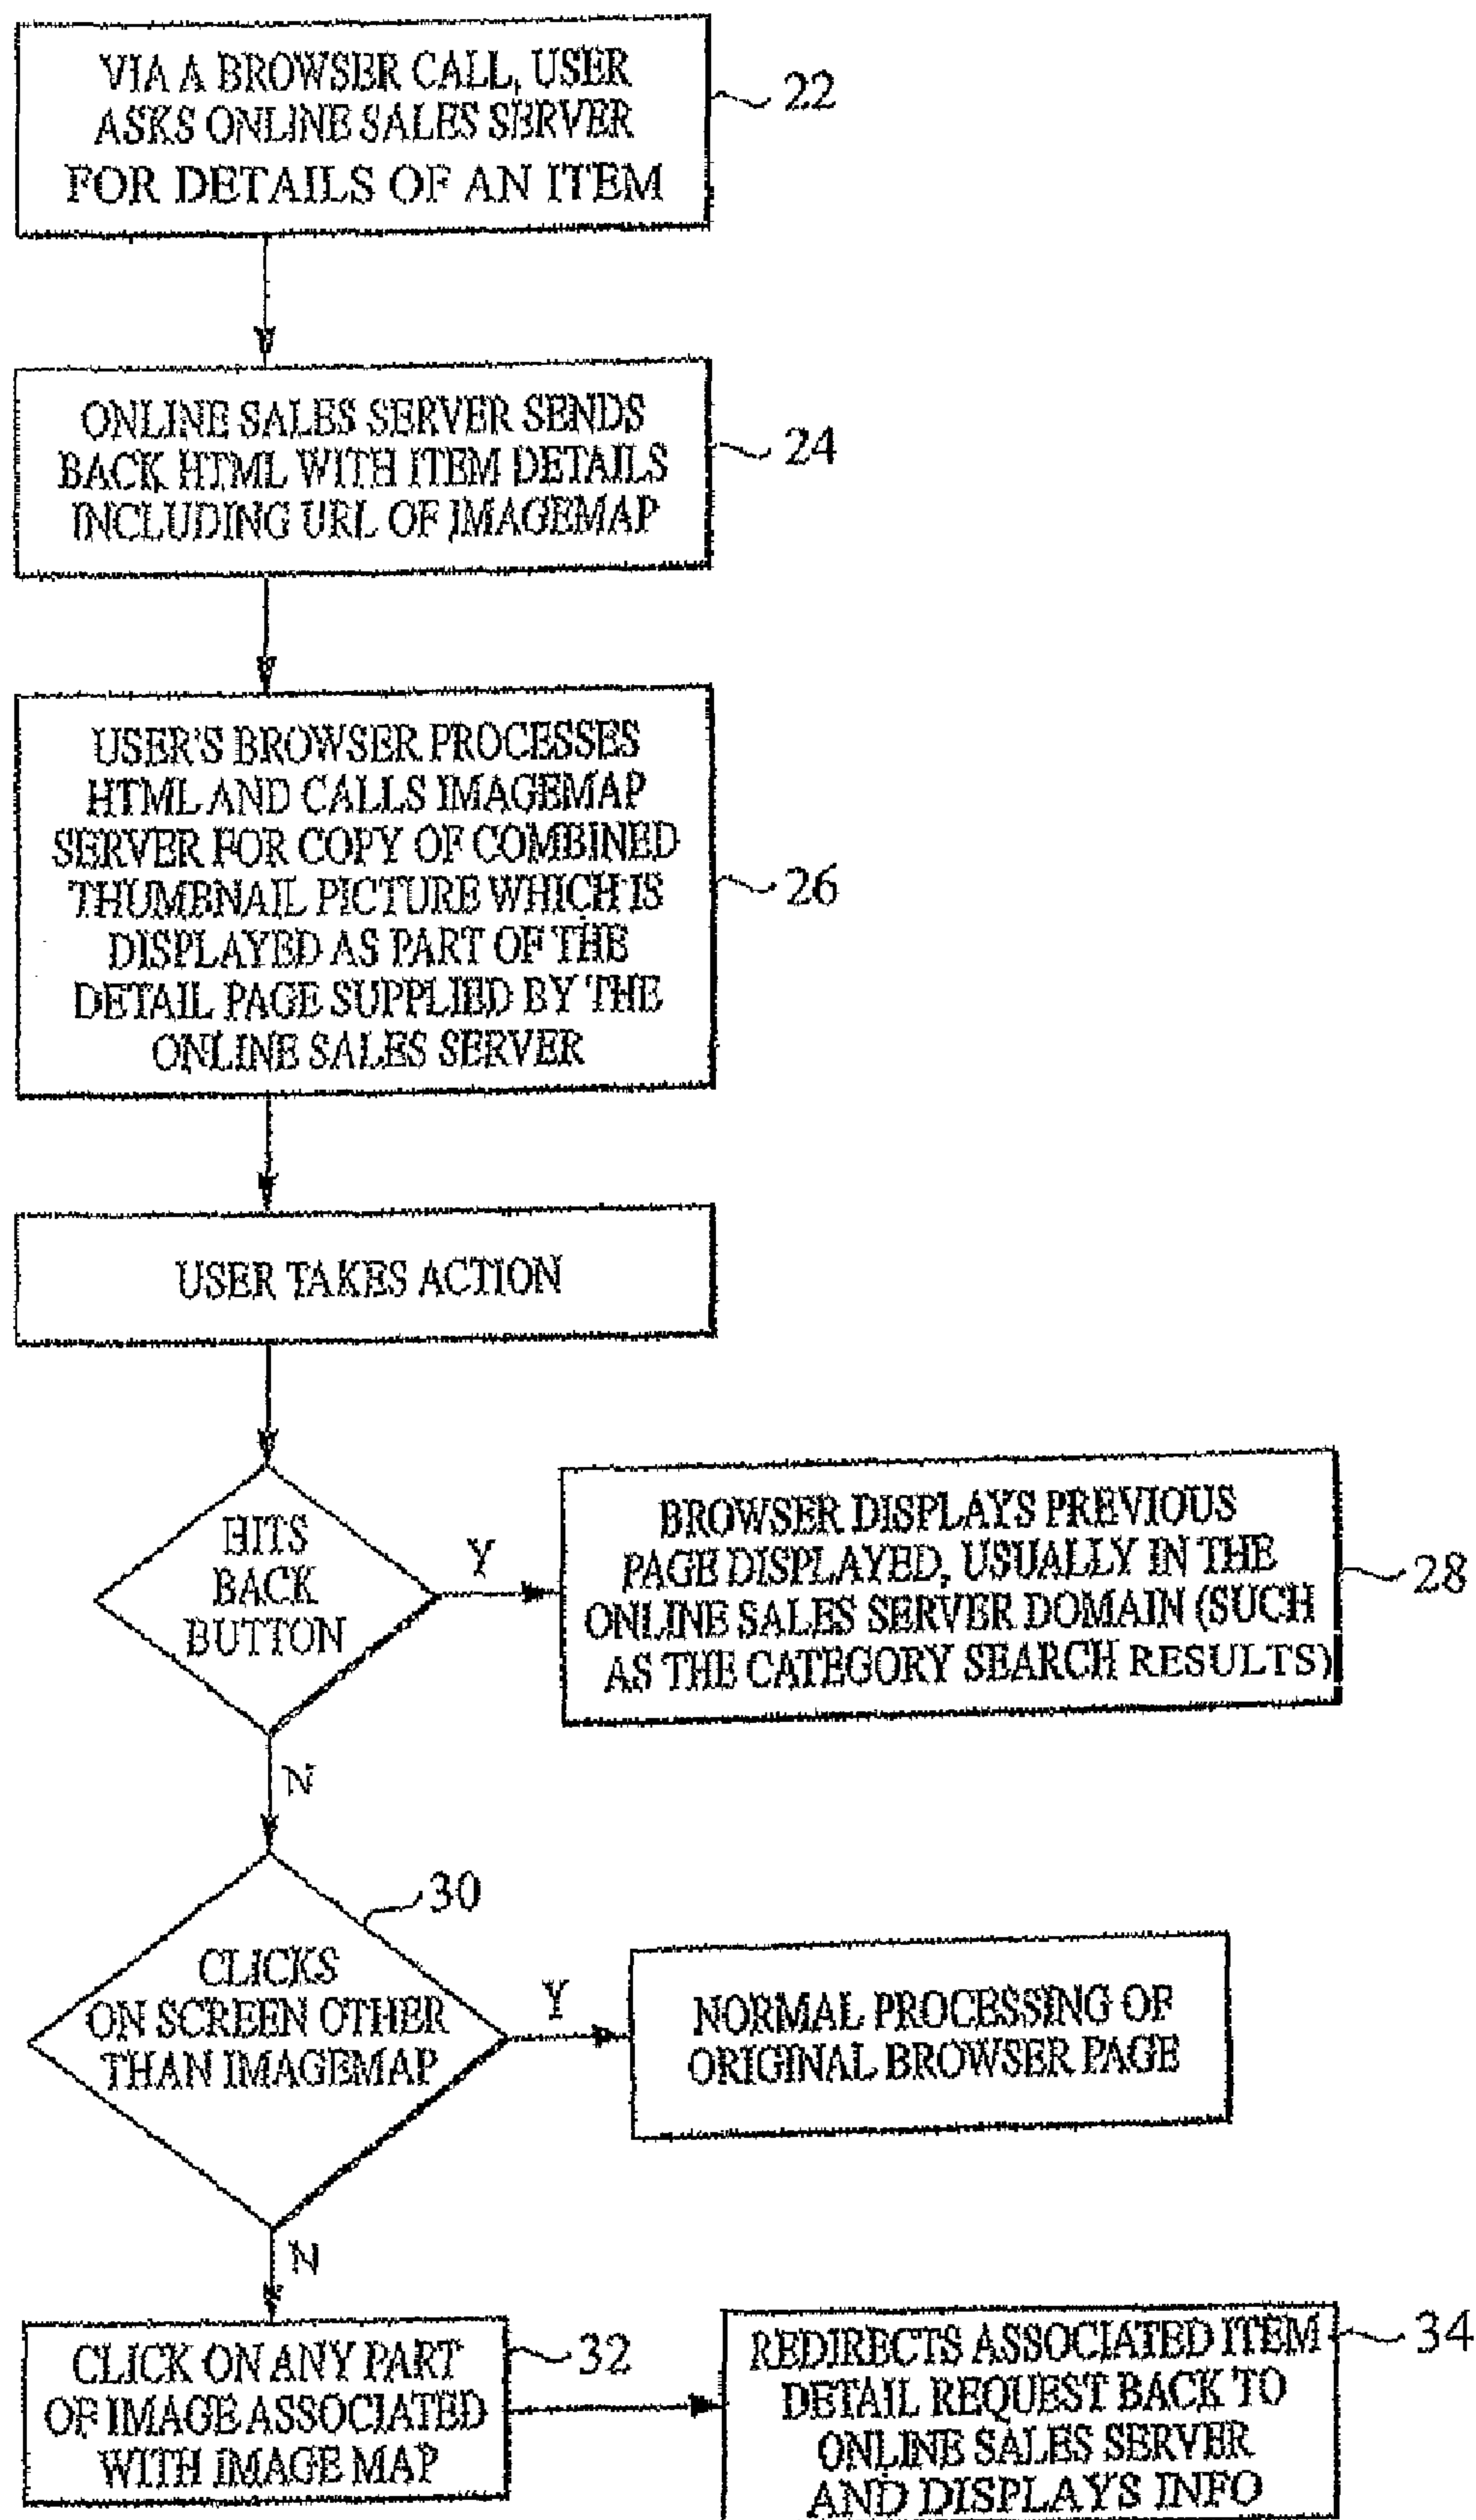 VIA A BROWSER CALL, USER
ASKS ONLINE SALES SERVER
FOR DETAILS OF AN ITEM
22
ONLINE SALES SERVER SENDS
BACK HTML WITH ITEM DETAILS
INCLUDING URL OF IMAGEMAP
24
USER'S BROWSER PROCESSES
HTML AND CALLS IMAGEMAP
SERVER FOR COPY OF COMBINED
THUMBNAIL PICTURE WHICH IS
DISPLAYED AS PART OF THE
DETAIL PAGE SUPPLIED BY THE
ONLINE SALES SERVER
26
USER TAKES ACTION
HITS
BACK
BUTTON
Y
BROWSER DISPLAYS PREVIOUS
PAGE DISPLAYED, USUALLY IN THE
ONLINE SALES SERVER DOMAIN (SUCH
AS THE CATEGORY SEARCH RESULTS)
28
N
30
CLICKS
ON SCREEN OTHER
THAN IMAGEMAP
Y
NORMAL PROCESSING OF
ORIGINAL BROWSER PAGE
N
CLICK ON ANY PART
OF IMAGE ASSOCIATED
WITH IMAGE MAP
32
REDIRECTS ASSOCIATED ITEM
DETAIL REQUEST BACK TO
ONLINE SALES SERVER
AND DISPLAYS INFO
34